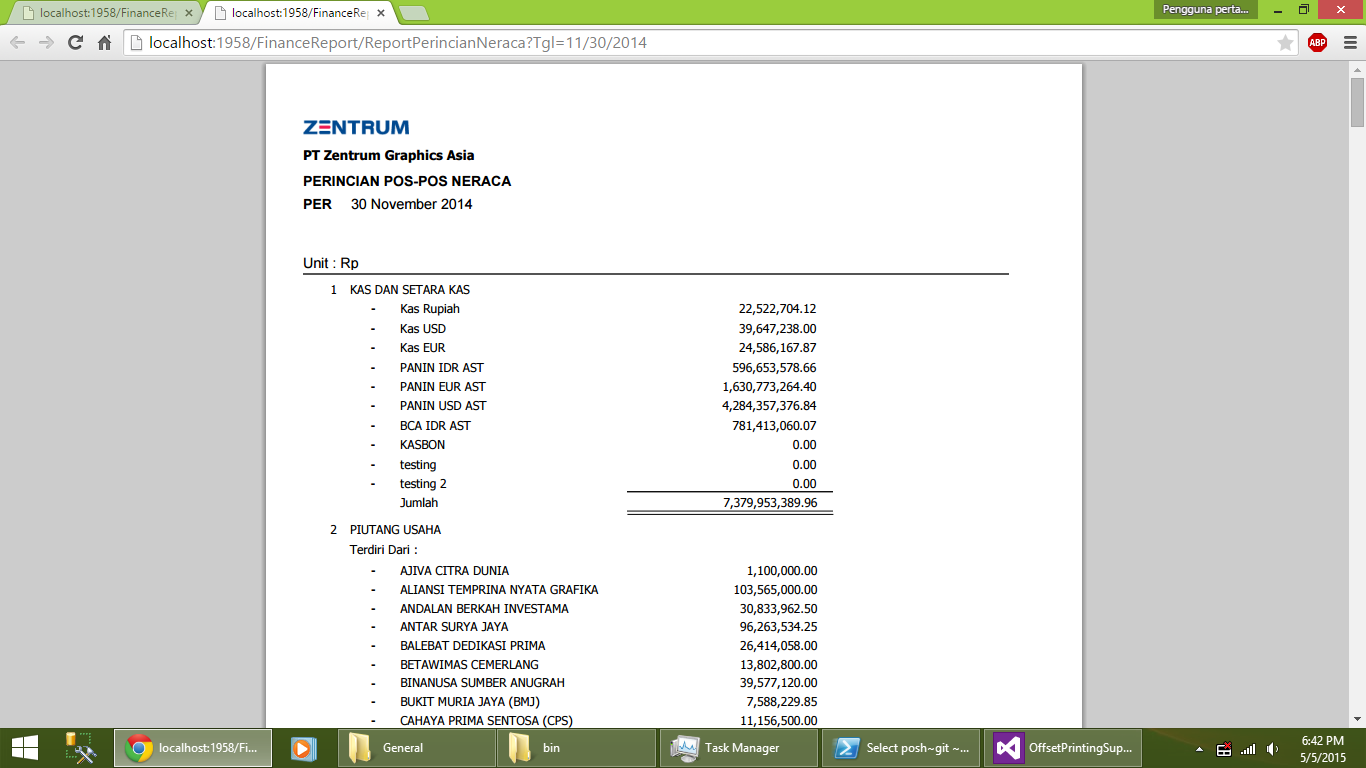 localhost:1958/FinanceRe
localhost:1958/FinanceRe
Pengguna perta...
localhost:1958/FinanceReport/ReportPerincianNeraca?Tgl=11/30/2014
ABP
ZENTRUM
PT Zentrum Graphics Asia
PERINCIAN POS-POS NERACA
PER 30 November 2014
Unit : Rp
1 KAS DAN SETARA KAS
- Kas Rupiah 22,522,704.12
- Kas USD 39,647,238.00
- Kas EUR 24,586,167.87
- PANIN IDR AST 596,653,578.66
- PANIN EUR AST 1,630,773,264.40
- PANIN USD AST 4,284,357,376.84
- BCA IDR AST 781,413,060.07
- KASBON 0.00
- testing 0.00
- testing 2 0.00
Jumlah 7,379,953,389.96
2 PIUTANG USAHA
Terdiri Dari :
- AJIVA CITRA DUNIA 1,100,000.00
- ALIANSI TEMPRINA NYATA GRAFIKA 103,565,000.00
- ANDALAN BERKAH INVESTAMA 30,833,962.50
- ANTAR SURYA JAYA 96,263,534.25
- BALEBAT DEDIKASI PRIMA 26,414,058.00
- BETAWIMAS CEMERLANG 13,802,800.00
- BINANUSA SUMBER ANUGRAH 39,577,120.00
- BUKIT MURIA JAYA (BMJ) 7,588,229.85
- CAHAYA PRIMA SENTOSA (CPS) 11,156,500.00
localhost:1958/Fi...
General
bin
Task Manager
Select posh~git ~...
OffsetPrintingSup...
6:42 PM
5/5/2015